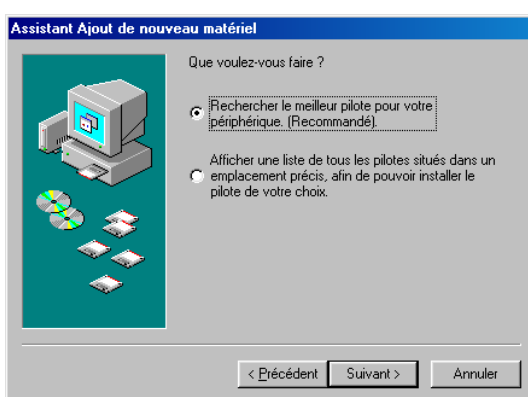 Assistant Ajout de nouveau matériel
Que voulez-vous faire ?
Rechercher le meilleur pilote pour votre
périphérique. (Recommandé).
Afficher une liste de tous les pilotes situés dans un
emplacement précis, afin de pouvoir installer le
pilote de votre choix.
< Précédent Suivant > Annuler